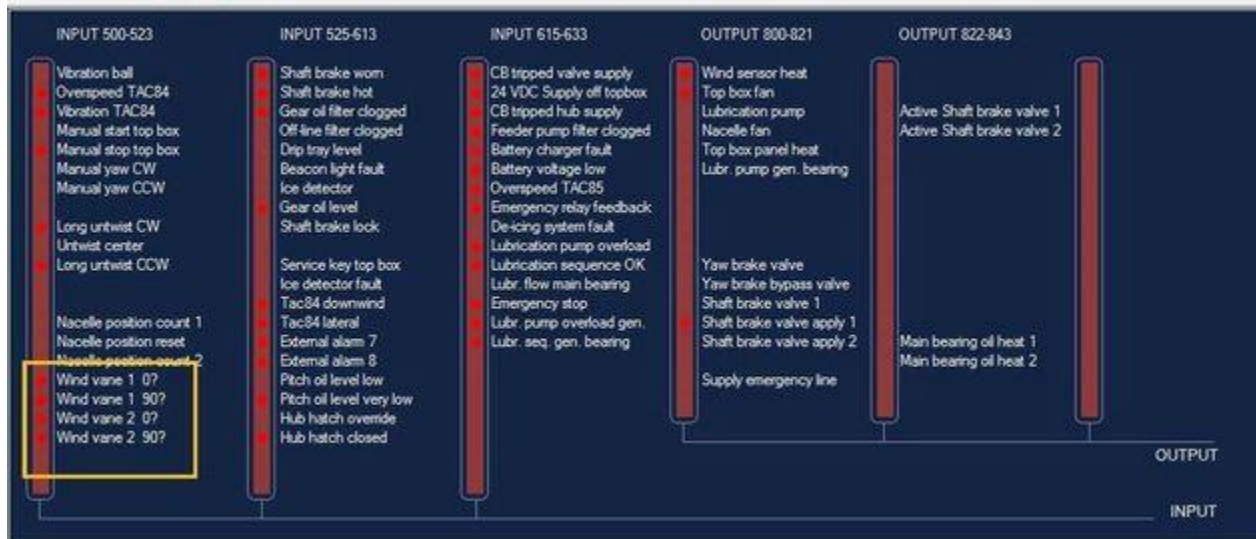 INPUT 500-523
Vibration ball
Overspeed TAC84
Vibration TAC84
Manual start top box
Manual stop top box
Manual yaw CW
Manual yaw CCW
Long untwist CW
Untwist center
Long untwist CCW
Nacelle position count 1
Nacelle position reset
Nacelle position count 2
Wind vane 1 0?
Wind vane 1 90?
Wind vane 2 0?
Wind vane 2 90?
INPUT 525-613
Shaft brake worn
Shaft brake hot
Gear oil filter clogged
Off-line filter clogged
Drip tray level
Beacon light fault
Ice detector
Gear oil level
Shaft brake lock
Service key top box
Ice detector fault
Tac84 downwind
Tac84 lateral
External alarm 7
External alarm 8
Pitch oil level low
Pitch oil level very low
Hub hatch override
Hub hatch closed
INPUT 615-633
CB tripped valve supply
24 VDC Supply off topbox
CB tripped hub supply
Feeder pump filter clogged
Battery charger fault
Battery voltage low
Overspeed TAC85
Emergency relay feedback
De-icing system fault
Lubrication pump overload
Lubrication sequence OK
Lubr. flow main bearing
Emergency stop
Lubr. pump overload gen.
Lubr. seq. gen. bearing
OUTPUT 800-821
Wind sensor heat
Top box fan
Lubrication pump
Nacelle fan
Top box panel heat
Lubr. pump gen. bearing
Yaw brake valve
Yaw brake bypass valve
Shaft brake valve 1
Shaft brake valve apply 1
Shaft brake valve apply 2
Supply emergency line
OUTPUT 822-843
Active Shaft brake valve 1
Active Shaft brake valve 2
Main bearing oil heat 1
Main bearing oil heat 2
OUTPUT
INPUT